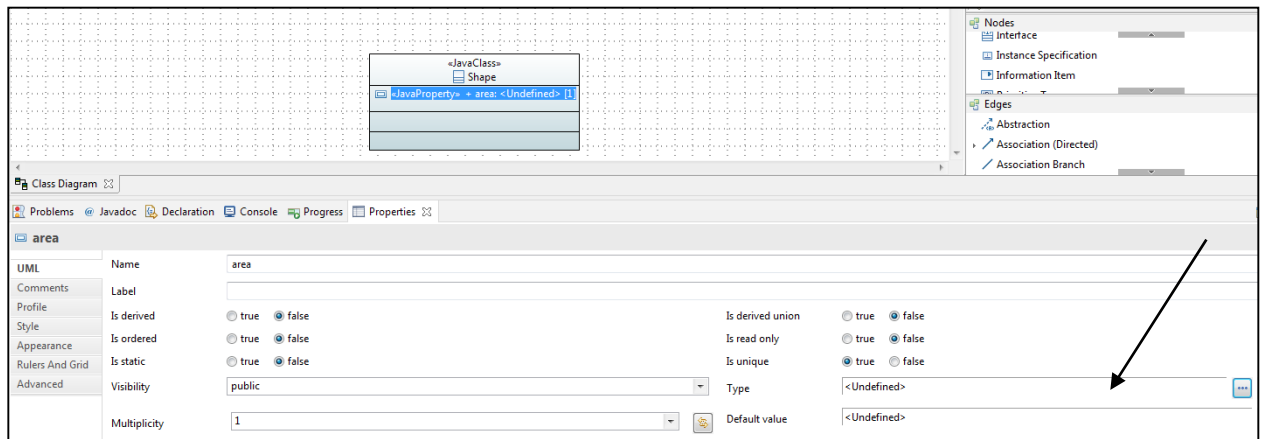 Nodes
Interface
Instance Specification
Information Item
Edges
Abstraction
Association (Directed)
Association Branch
«JavaClass»
Shape
«JavaProperty» + area: <Undefined> [1]
Class Diagram
Problems @ Javadoc Declaration Console Progress Properties
area
UML
Comments
Profile
Style
Appearance
Rulers And Grid
Advanced
Name area
Label
Is derived true false Is derived union true false
Is ordered true false Is read only true false
Is static true false Is unique true false
Visibility public Type <Undefined> ...
Multiplicity 1 Default value <Undefined>